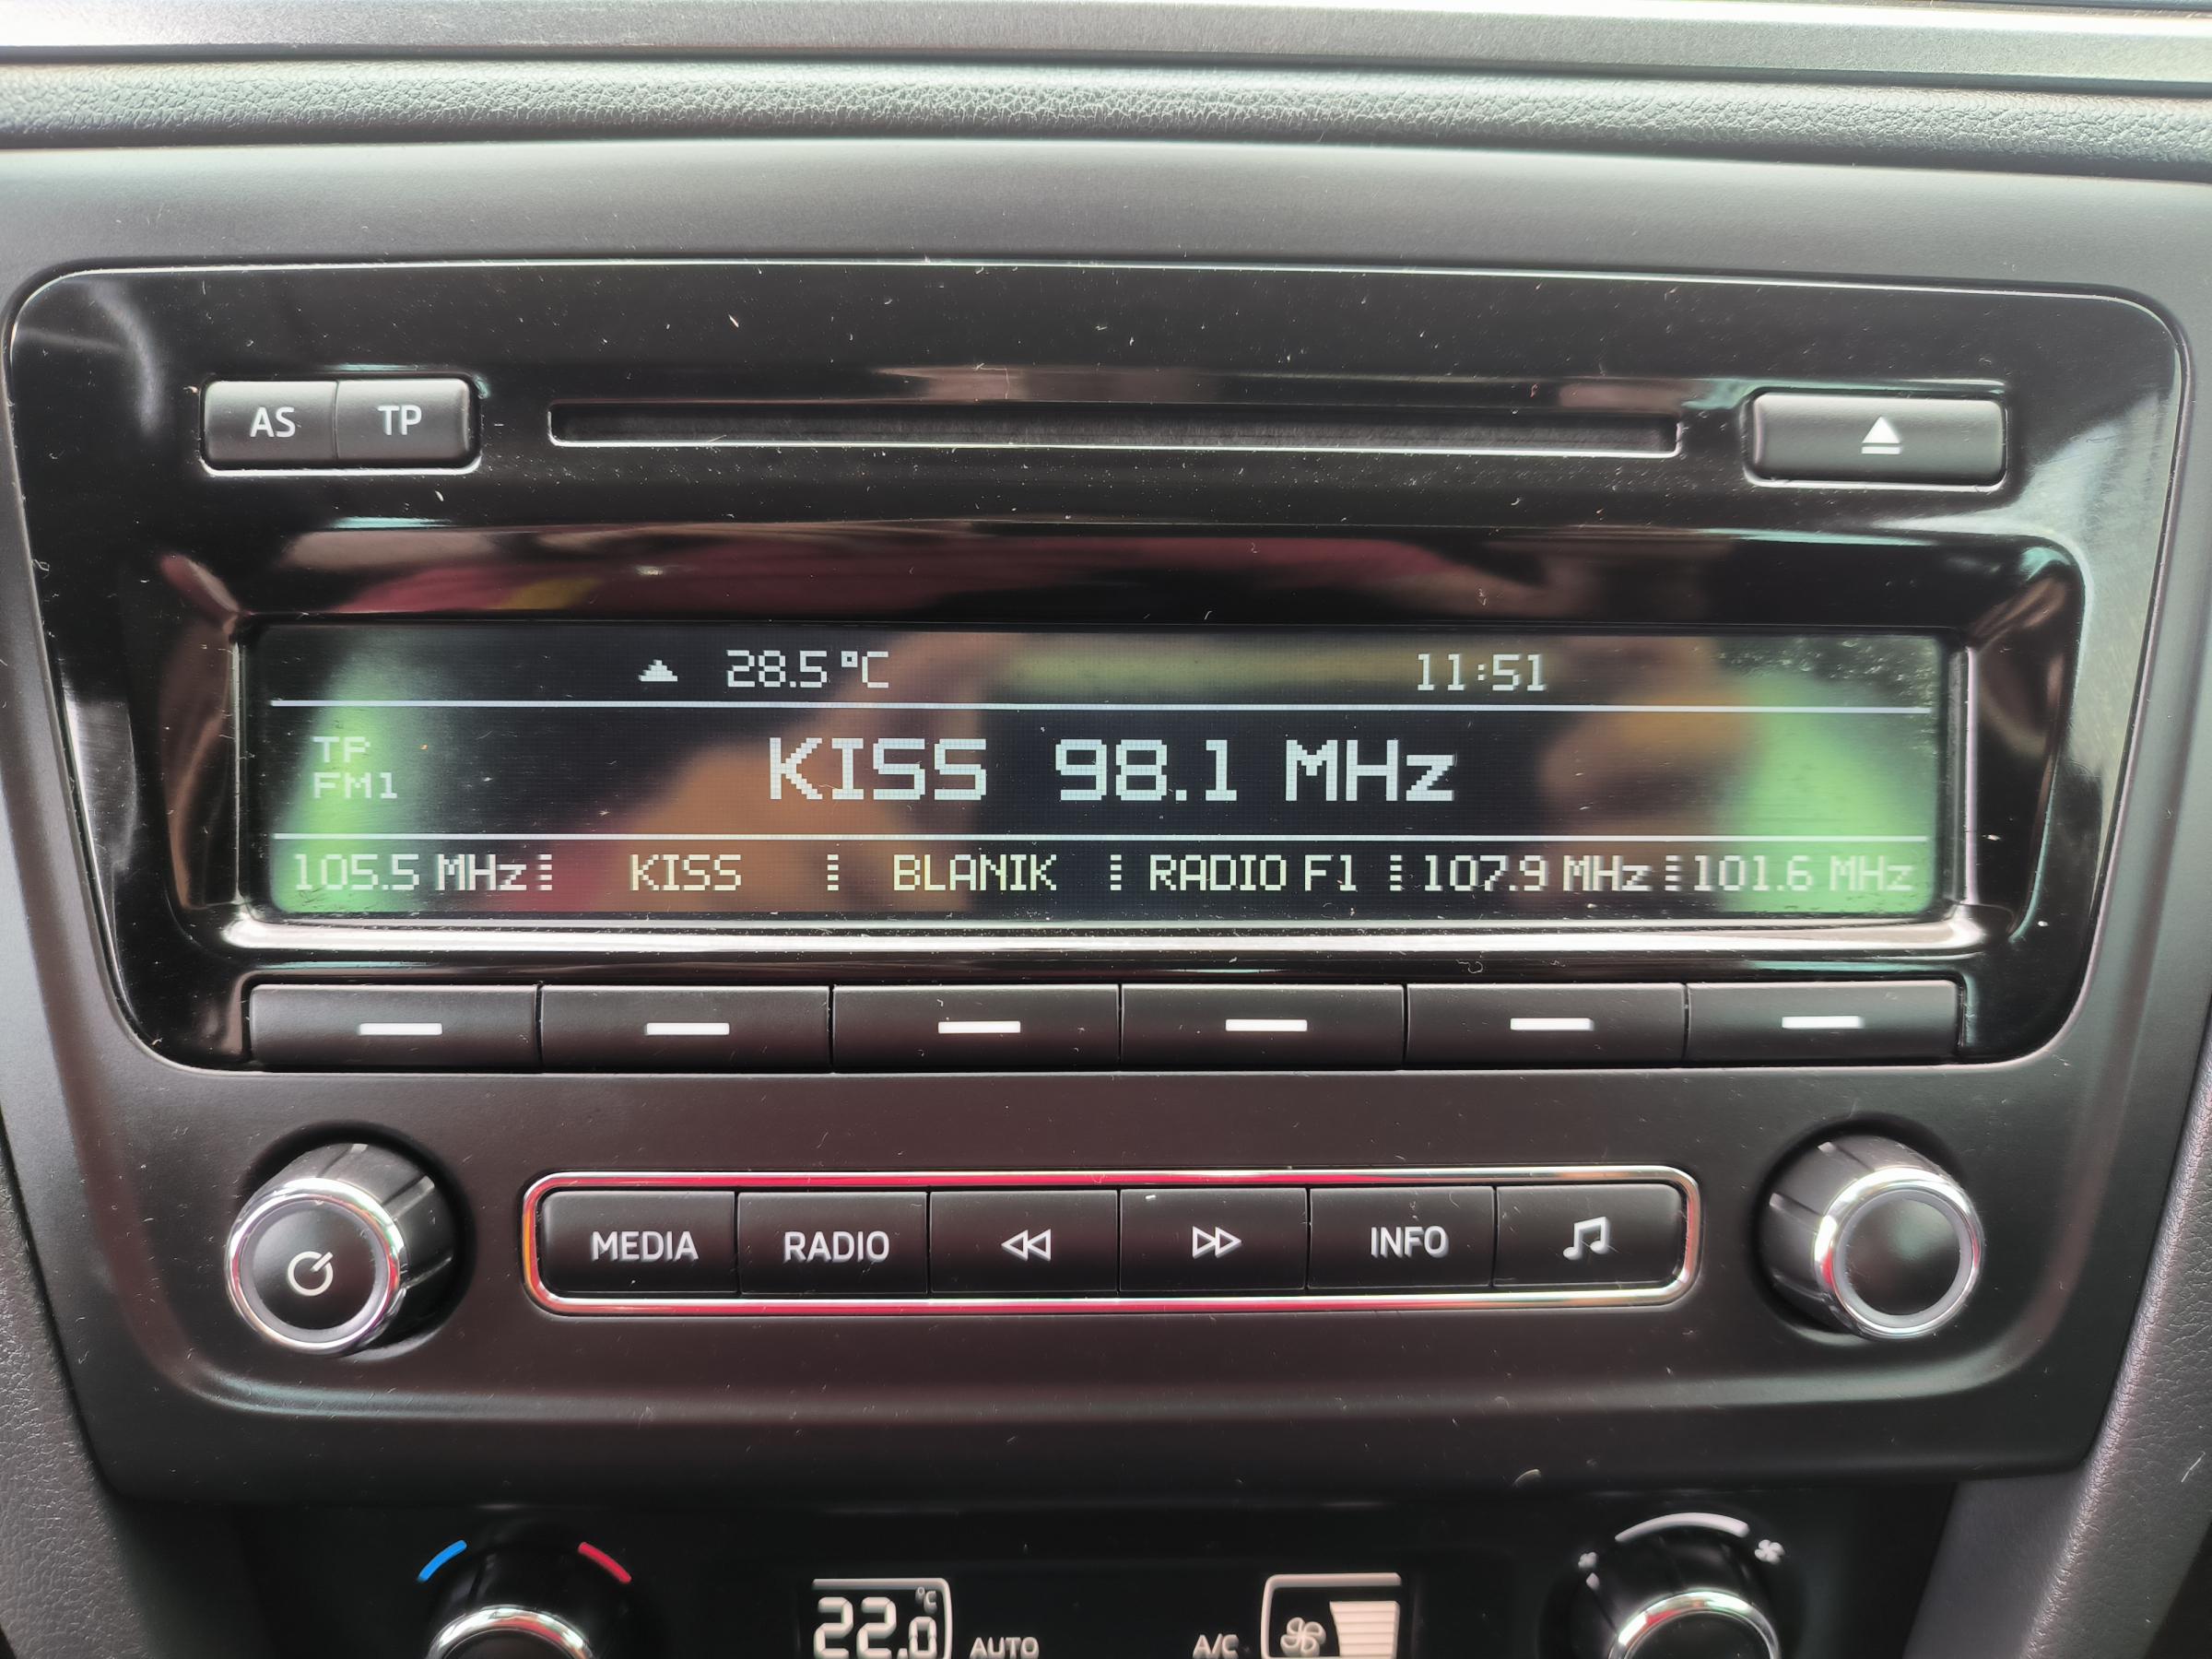 AS TP
28.5 °C 11:51
TP
FM1
KISS 98.1 MHz
105.5 MHz KISS BLANIK RADIO F1 107.9 MHz 101.6 MHz
MEDIA RADIO INFO
22.0 °C AUTO A/C